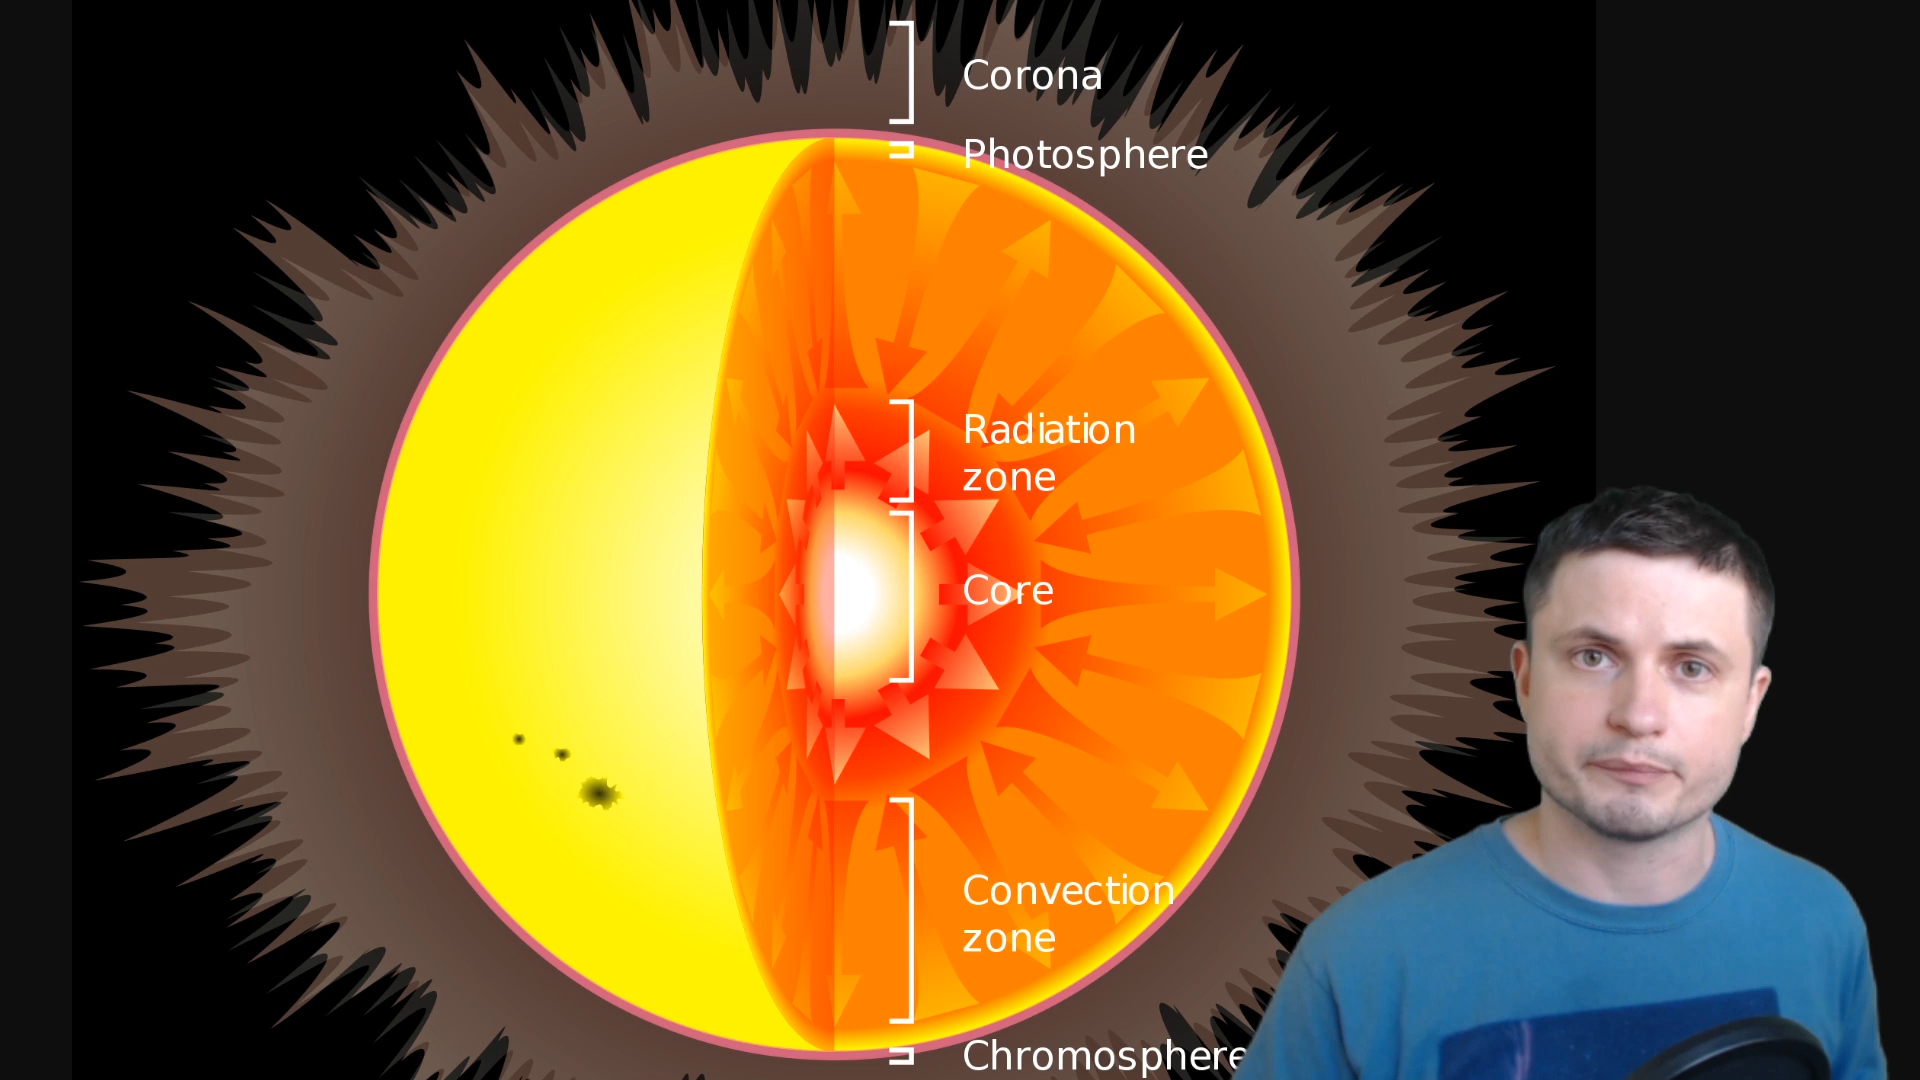 Corona
Photosphere
Radiation
zone
Core
Convection
zone
Chromosphere